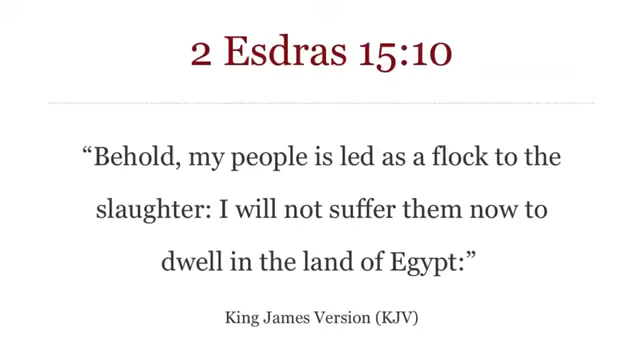 2 Esdras 15:10
“Behold, my people is led as a flock to the
slaughter: I will not suffer them now to
dwell in the land of Egypt:”
King James Version (KJV)